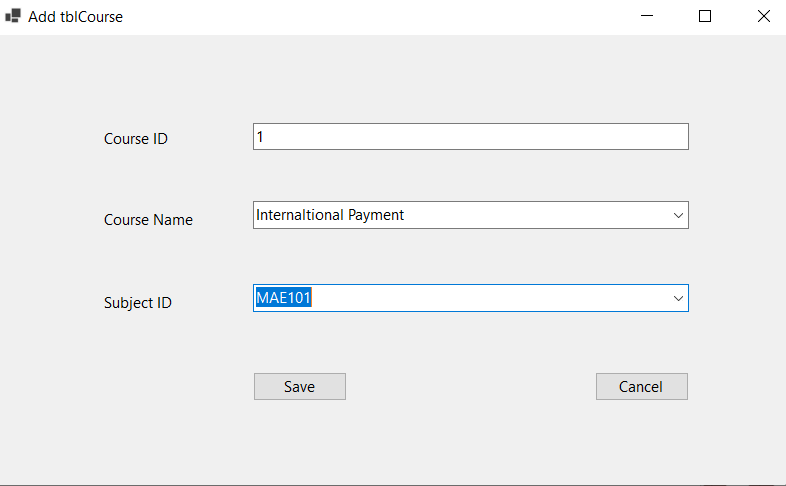 Add tblCourse
Course ID 1
Course Name Internaltional Payment
Subject ID MAE101
Save Cancel